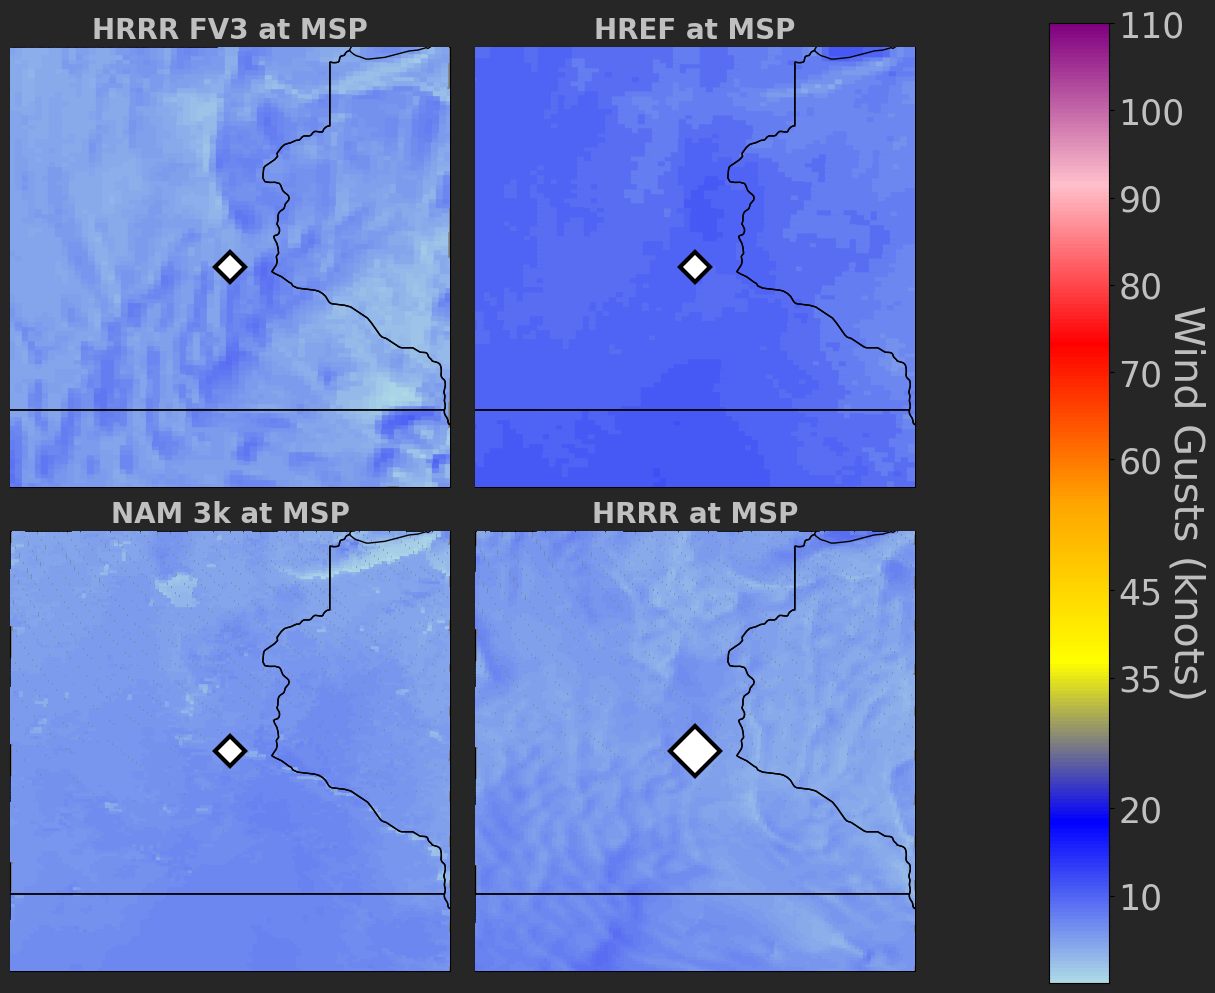 HRRR FV3 at MSP
HREF at MSP
NAM 3k at MSP
HRRR at MSP
110
100
90
80
70
60
45
35
20
10
Wind Gusts (knots)